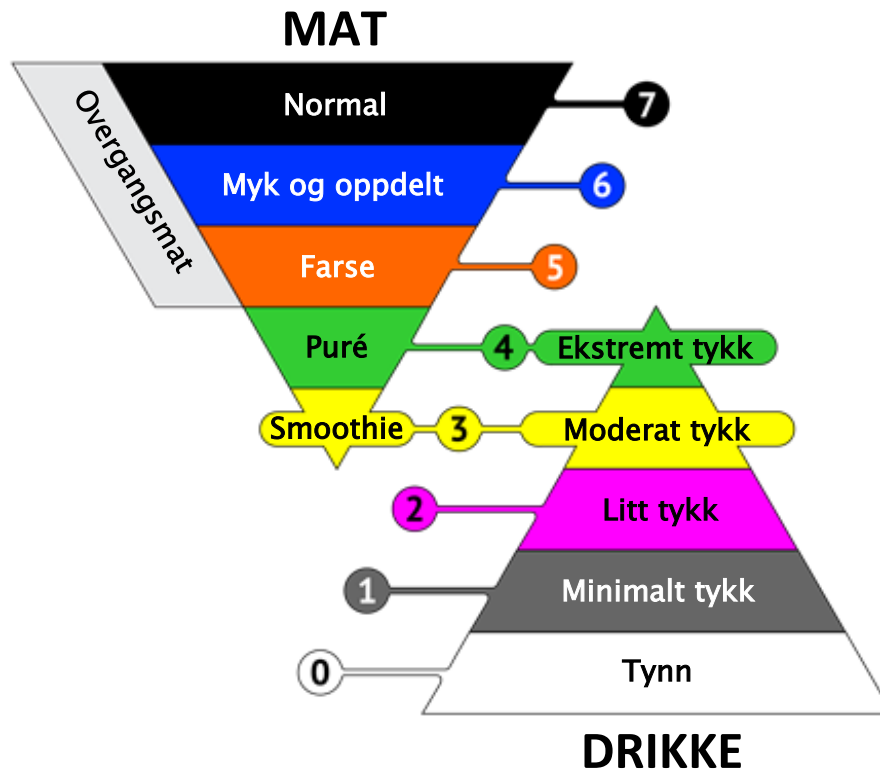 MAT
Overgangsmat
Normal
7
Myk og oppdelt
6
Farse
5
Puré
4
Ekstremt tykk
Smoothie
3
Moderat tykk
2
Litt tykk
1
Minimalt tykk
0
Tynn
DRIKKE